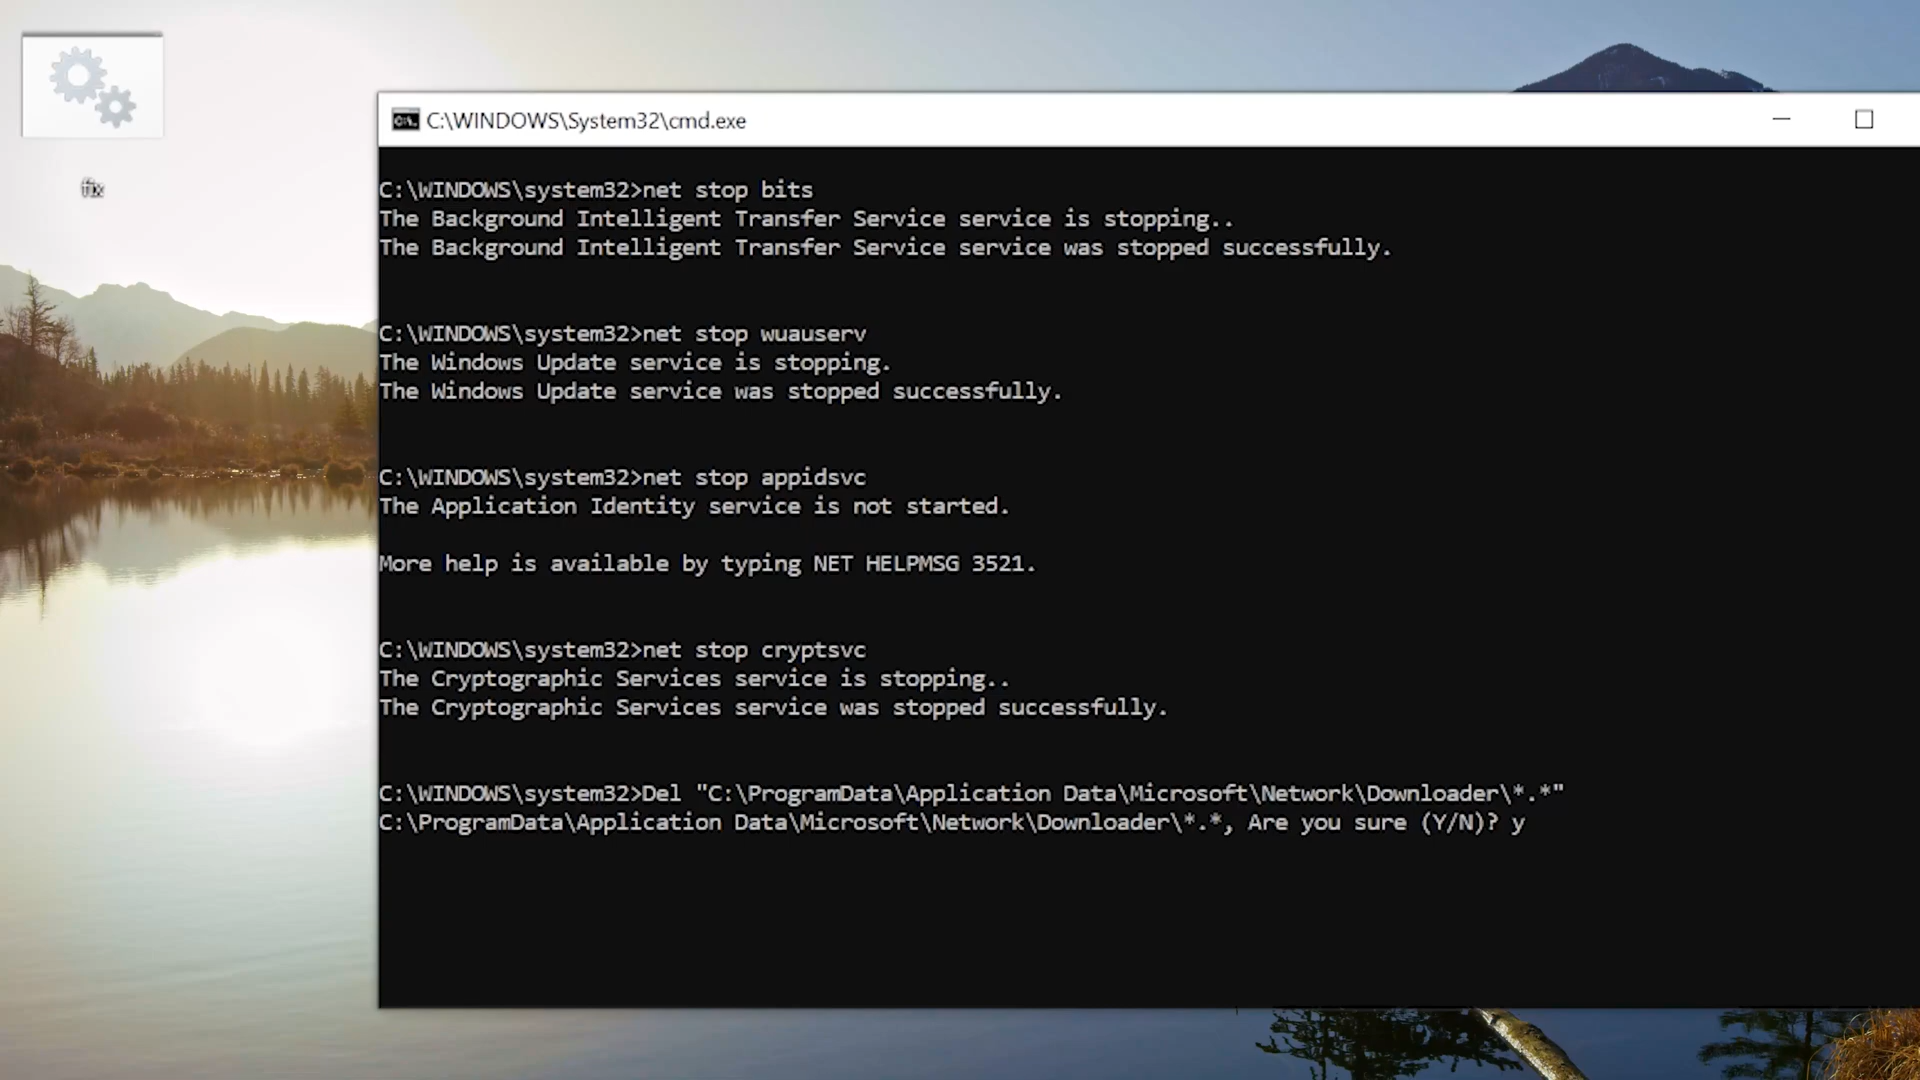 fix
C:\WINDOWS\System32\cmd.exe
C:\WINDOWS\system32>net stop bits
The Background Intelligent Transfer Service service is stopping..
The Background Intelligent Transfer Service service was stopped successfully.
C:\WINDOWS\system32>net stop wuauserv
The Windows Update service is stopping.
The Windows Update service was stopped successfully.
C:\WINDOWS\system32>net stop appidsvc
The Application Identity service is not started.
More help is available by typing NET HELPMSG 3521.
C:\WINDOWS\system32>net stop cryptsvc
The Cryptographic Services service is stopping..
The Cryptographic Services service was stopped successfully.
C:\WINDOWS\system32>Del "C:\ProgramData\Application Data\Microsoft\Network\Downloader\*.*"
C:\ProgramData\Application Data\Microsoft\Network\Downloader\*.*, Are you sure (Y/N)? y